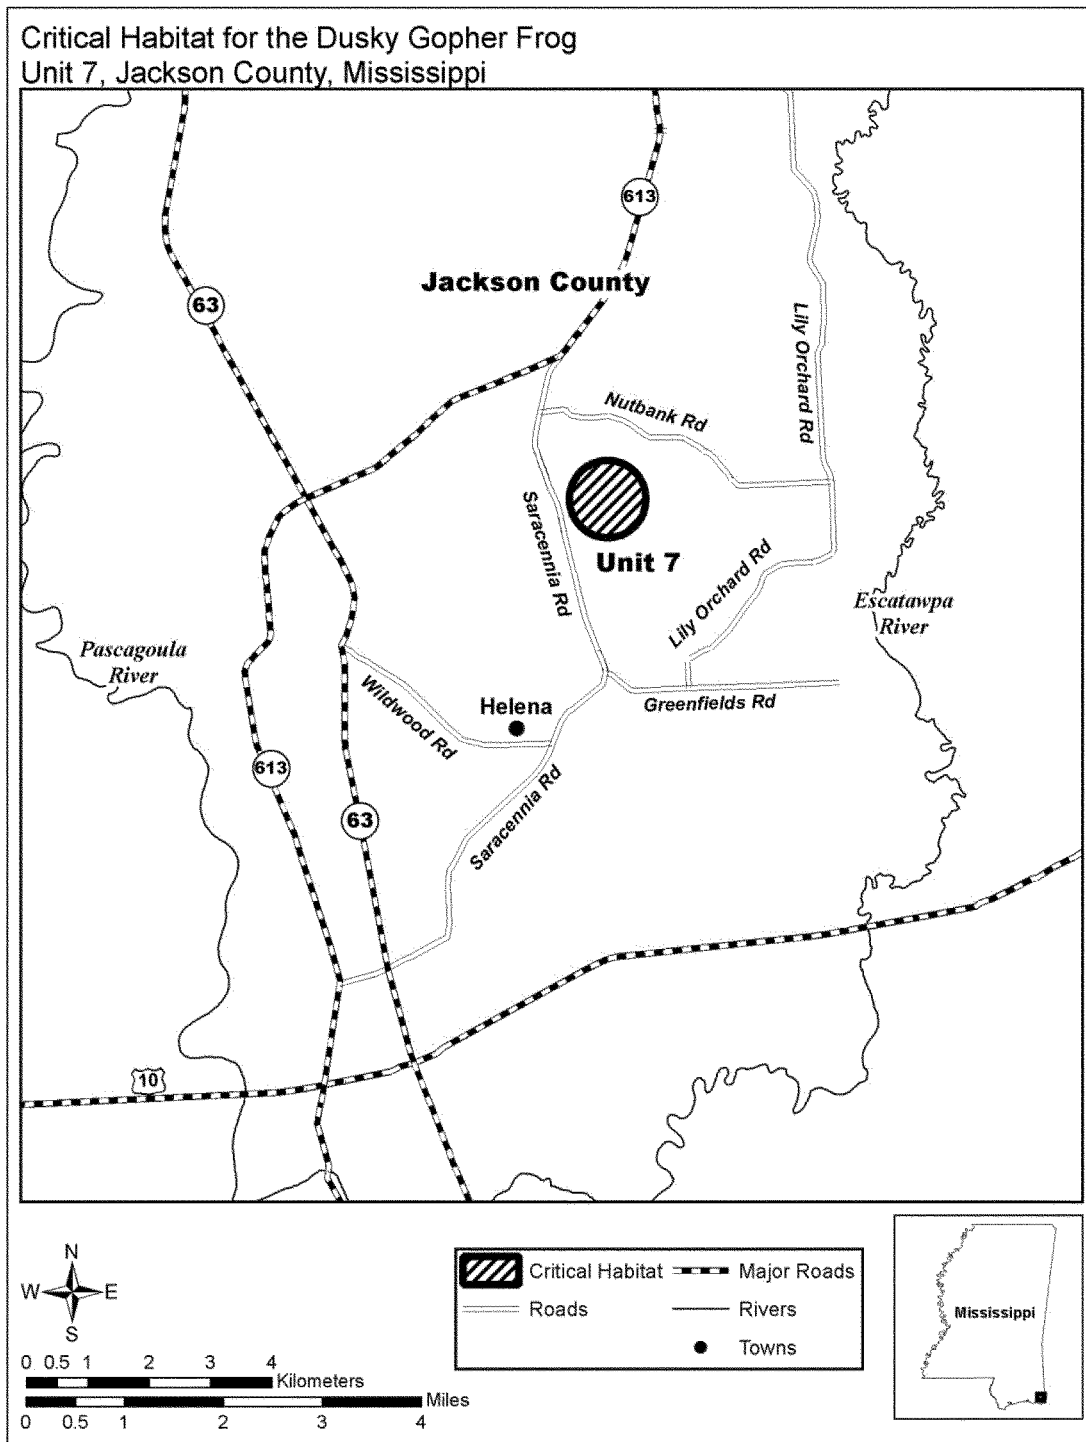 Critical Habitat for the Dusky Gopher Frog
Unit 7, Jackson County, Mississippi
613
Jackson County
63
Lily Orchard Rd
Nutbank Rd
Saracennia Rd
Unit 7
Lily Orchard Rd
Escatawpa
River
Pascagoula
River
Wildwood Rd
Helena
Greenfields Rd
613
63
Saracennia Rd
10
N
W E
S
0 0.5 1 2 3 4
Kilometers
Miles
0 0.5 1 2 3 4
Critical Habitat Major Roads
Roads Rivers
Towns
Mississippi